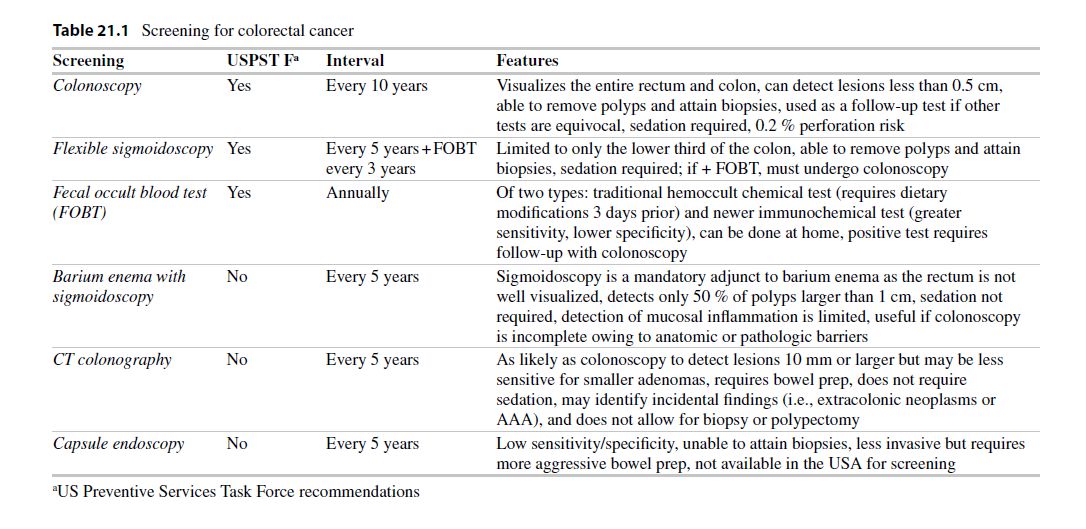 Table 21.1 Screening for colorectal cancer
Screening USPST Fᵃ Interval Features
Colonoscopy Yes Every 10 years Visualizes the entire rectum and colon, can detect lesions less than 0.5 cm,
able to remove polyps and attain biopsies, used as a follow-up test if other
tests are equivocal, sedation required, 0.2 % perforation risk
Flexible sigmoidoscopy Yes Every 5 years + FOBT Limited to only the lower third of the colon, able to remove polyps and attain
every 3 years biopsies, sedation required; if + FOBT, must undergo colonoscopy
Fecal occult blood test Yes Annually Of two types: traditional hemoccult chemical test (requires dietary
(FOBT) modifications 3 days prior) and newer immunochemical test (greater
sensitivity, lower specificity), can be done at home, positive test requires
follow-up with colonoscopy
Barium enema with No Every 5 years Sigmoidoscopy is a mandatory adjunct to barium enema as the rectum is not
sigmoidoscopy well visualized, detects only 50 % of polyps larger than 1 cm, sedation not
required, detection of mucosal inflammation is limited, useful if colonoscopy
is incomplete owing to anatomic or pathologic barriers
CT colonography No Every 5 years As likely as colonoscopy to detect lesions 10 mm or larger but may be less
sensitive for smaller adenomas, requires bowel prep, does not require
sedation, may identify incidental findings (i.e., extracolonic neoplasms or
AAA), and does not allow for biopsy or polypectomy
Capsule endoscopy No Every 5 years Low sensitivity/specificity, unable to attain biopsies, less invasive but requires
more aggressive bowel prep, not available in the USA for screening
ᵃUS Preventive Services Task Force recommendations